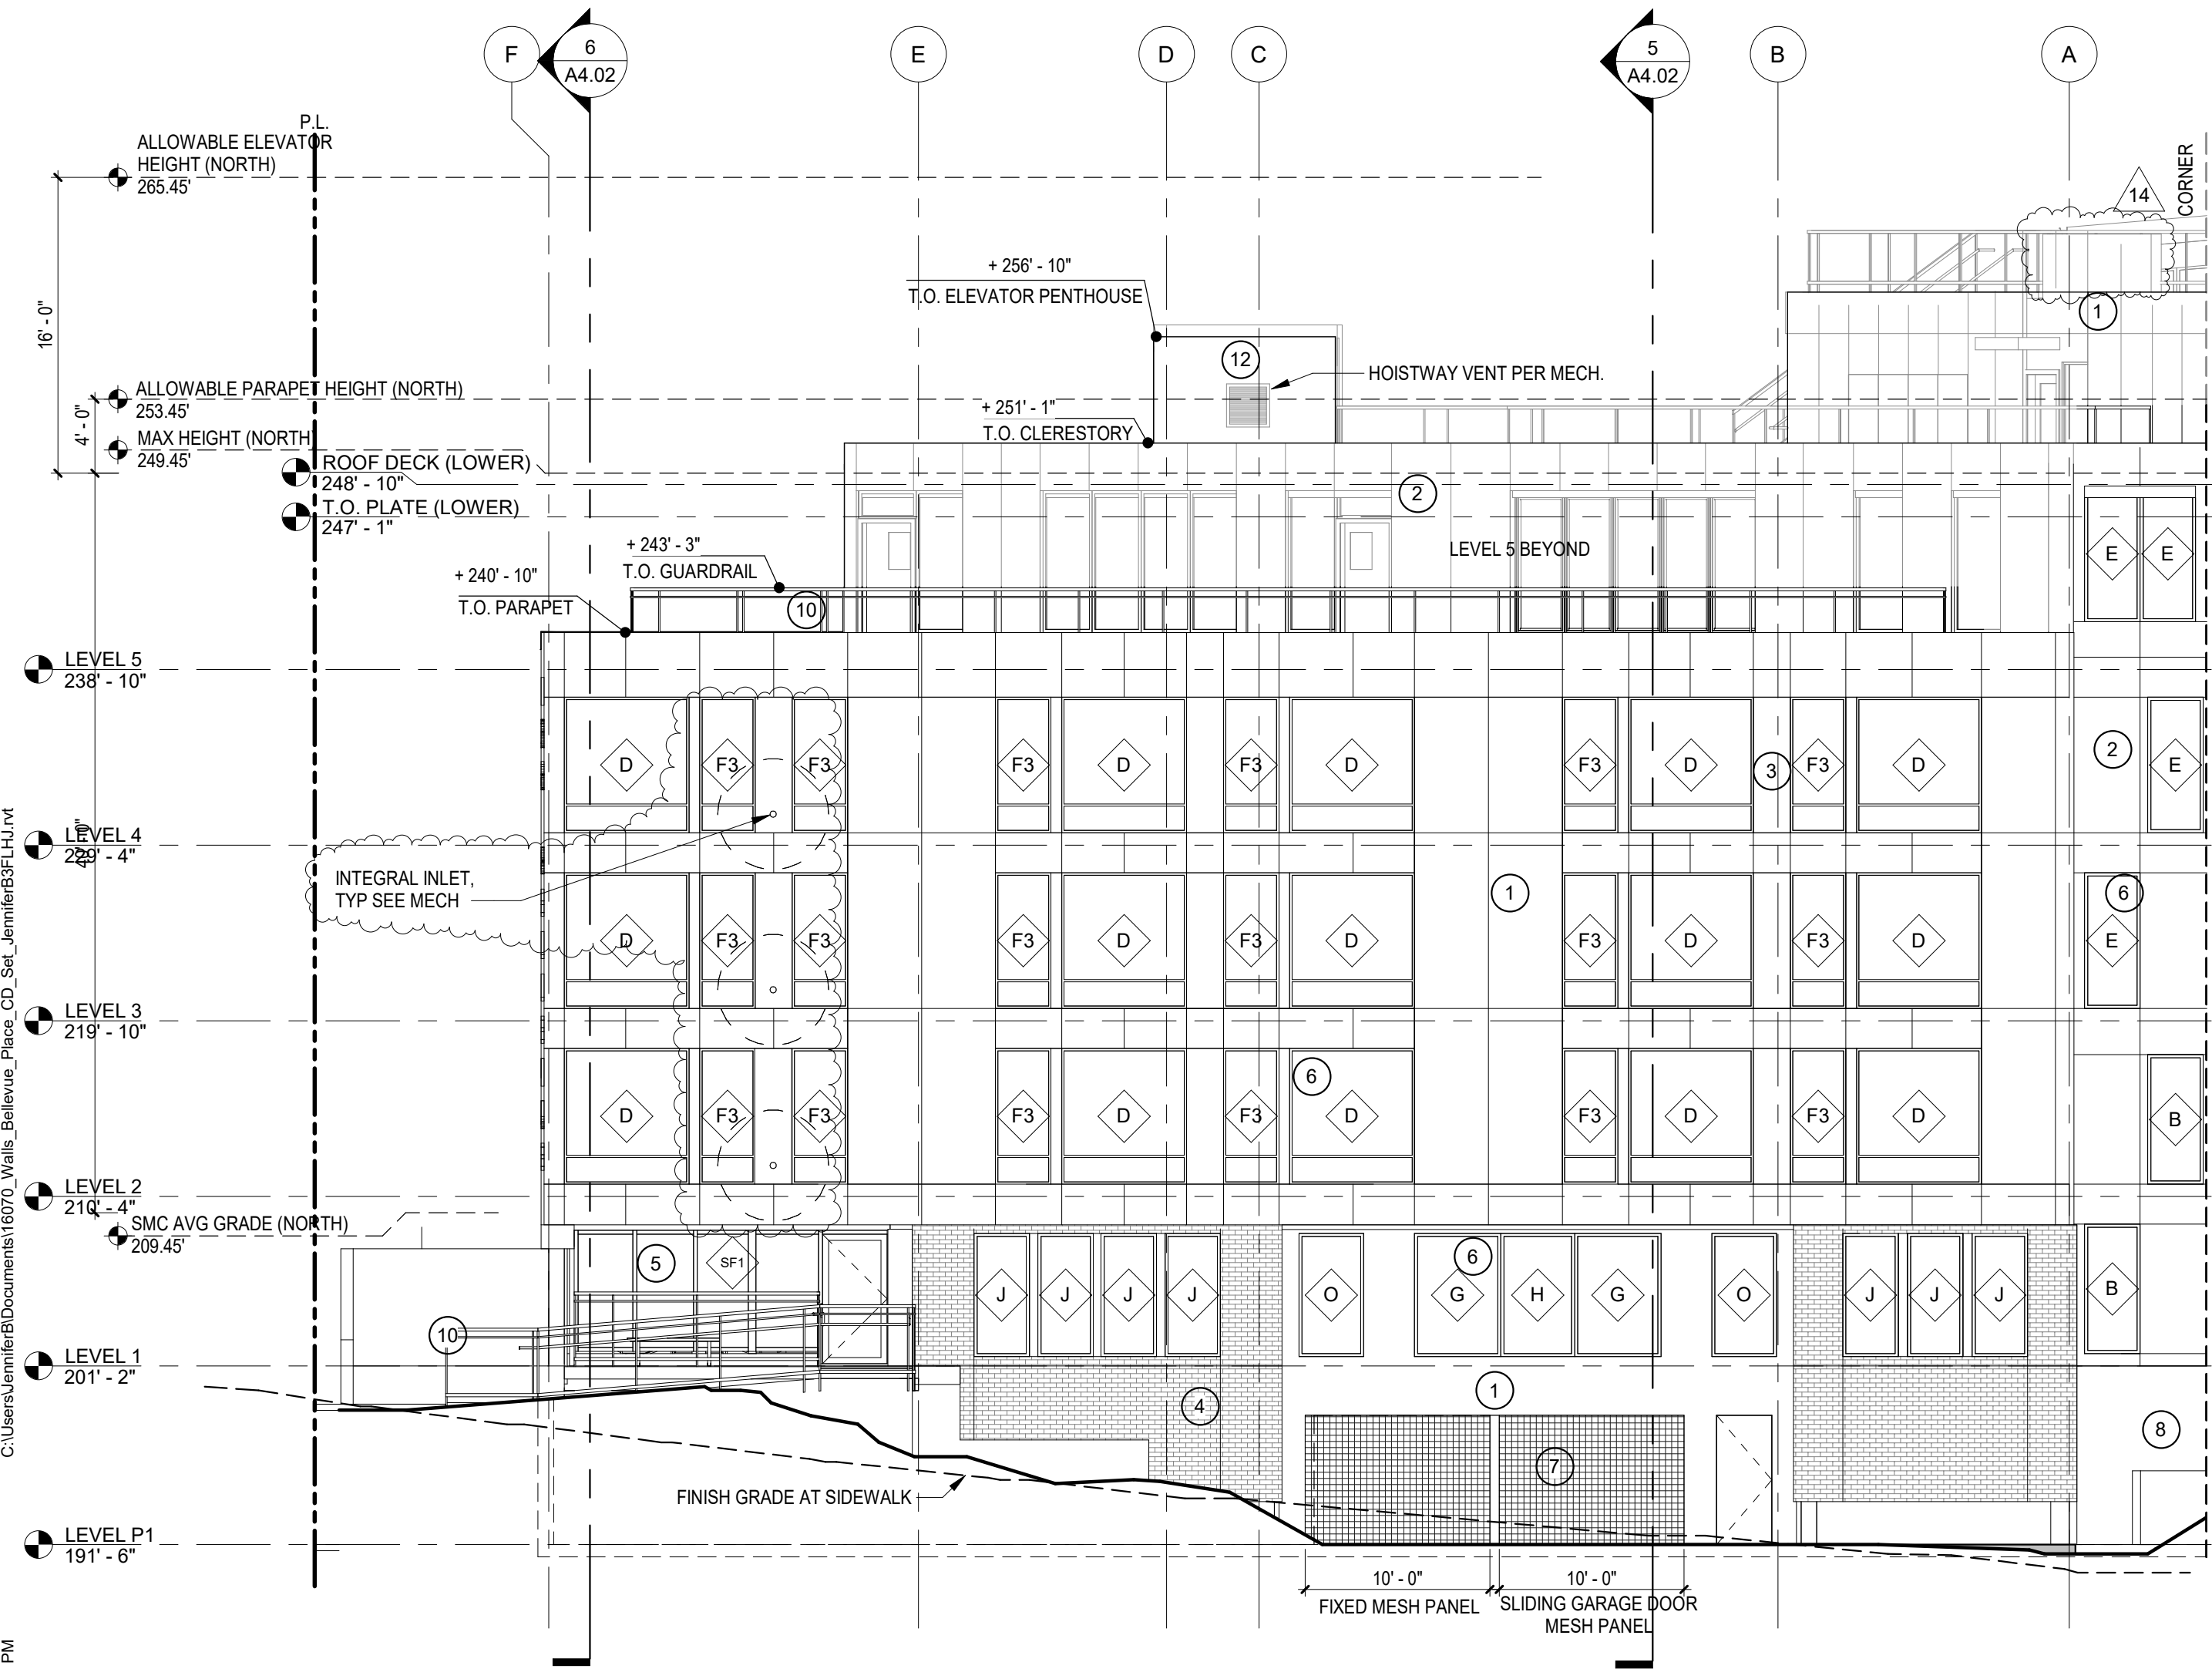 F
6
A4.02
E
D
C
5
A4.02
B
A
P.L.
ALLOWABLE ELEVATOR
HEIGHT (NORTH)
265.45'
14
CORNER
1
16' - 0"
+ 256' - 10"
T.O. ELEVATOR PENTHOUSE
12
HOISTWAY VENT PER MECH.
ALLOWABLE PARAPET HEIGHT (NORTH)
253.45'
4' - 0"
+ 251' - 1"
T.O. CLERESTORY
MAX HEIGHT (NORTH)
249.45'
ROOF DECK (LOWER)
248' - 10"
2
T.O. PLATE (LOWER)
247' - 1"
+ 243' - 3"
T.O. GUARDRAIL
LEVEL 5 BEYOND
E
E
+ 240' - 10"
T.O. PARAPET
10
LEVEL 5
238' - 10"
D
F3
F3
F3
D
F3
D
F3
D
3
F3
D
2
E
LEVEL 4
229' - 4"
INTEGRAL INLET,
TYP SEE MECH
1
6
D
F3
F3
F3
D
F3
D
F3
D
F3
D
E
LEVEL 3
219' - 10"
6
D
F3
F3
F3
D
F3
D
F3
D
F3
D
B
LEVEL 2
210' - 4"
SMC AVG GRADE (NORTH)
209.45'
5
SF1
6
J
J
J
J
O
G
H
G
O
J
J
J
B
10
LEVEL 1
201' - 2"
1
4
8
7
FINISH GRADE AT SIDEWALK
LEVEL P1
191' - 6"
10' - 0"
FIXED MESH PANEL
10' - 0"
SLIDING GARAGE DOOR
MESH PANEL
C:\Users\JenniferB\Documents\16070_Walls_Bellevue_Place_CD_Set_JenniferB3FLHJ.rvt
PM